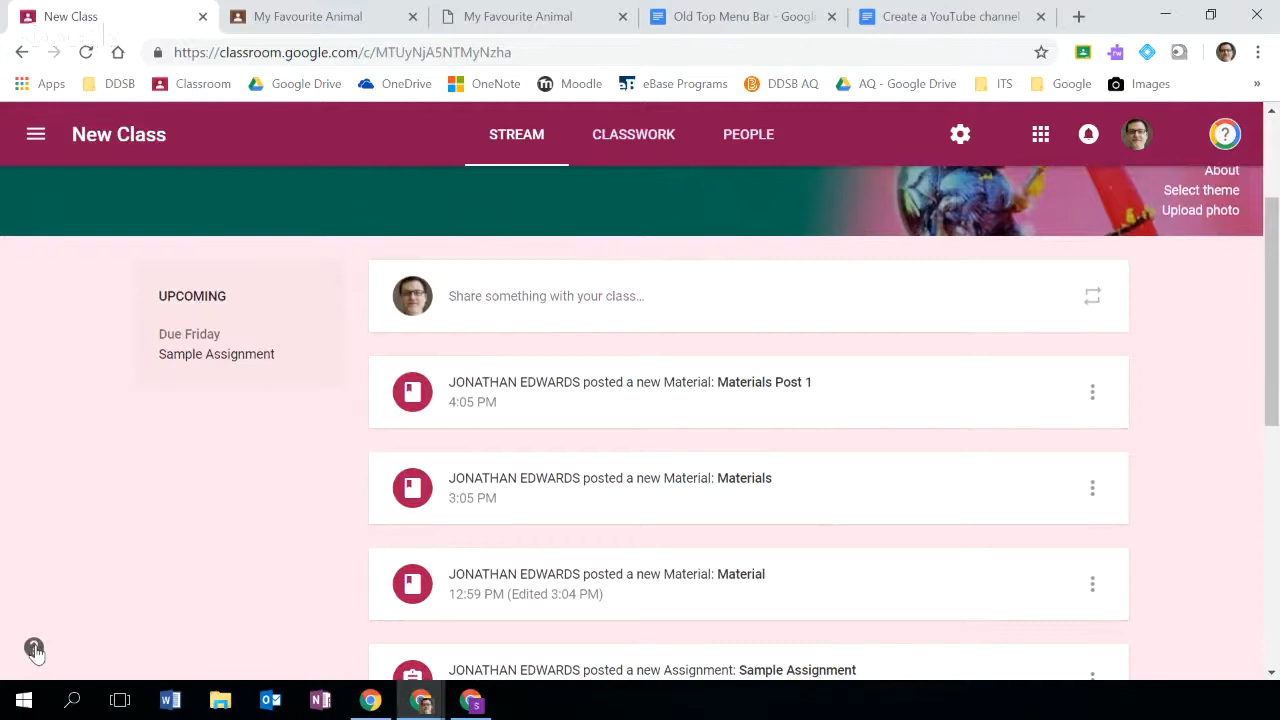 New Class
My Favourite Animal
My Favourite Animal
Old Top Menu Bar - Googl
Create a YouTube channel
https://classroom.google.com/c/MTUyNjA5NTMyNzha
Apps
DDSB
Classroom
Google Drive
OneDrive
OneNote
Moodle
eBase Programs
DDSB AQ
AQ - Google Drive
ITS
Google
Images
New Class
STREAM
CLASSWORK
PEOPLE
About
Select theme
Upload photo
UPCOMING
Due Friday
Sample Assignment
Share something with your class...
JONATHAN EDWARDS posted a new Material: Materials Post 1
4:05 PM
JONATHAN EDWARDS posted a new Material: Materials
3:05 PM
JONATHAN EDWARDS posted a new Material: Material
12:59 PM (Edited 3:04 PM)
JONATHAN EDWARDS posted a new Assignment: Sample Assignment